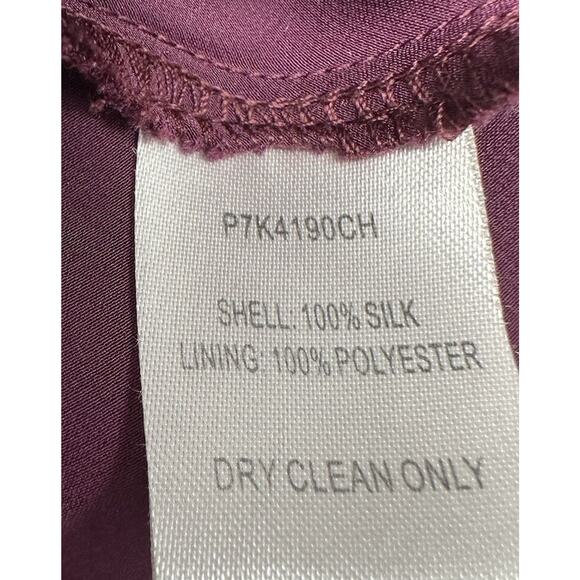 P7K4190CH
SHELL: 100% SILK
LINING: 100% POLYESTER
DRY CLEAN ONLY